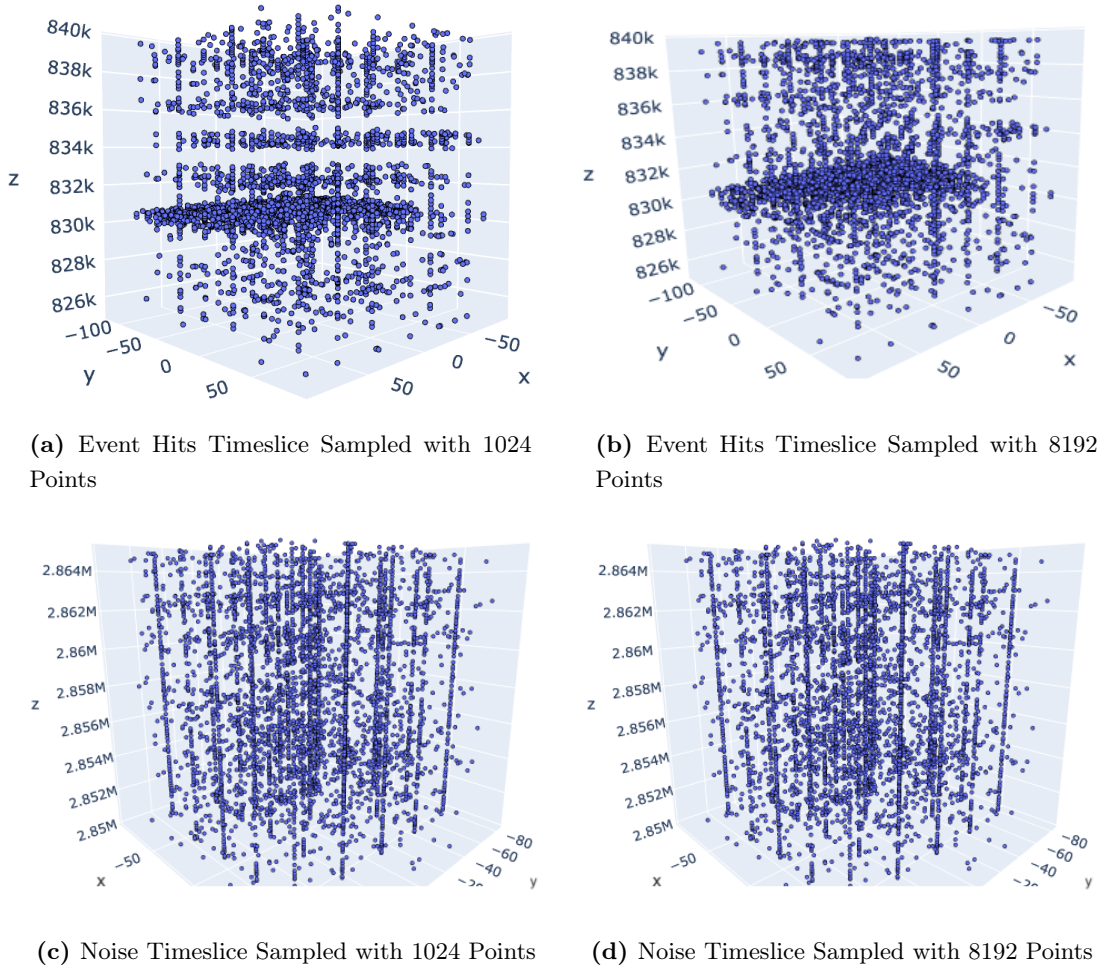 840k
838k
836k
834k
832k
830k
828k
826k
z
−100
−50
0
50
y
50
0
−50
x
840k
838k
836k
834k
832k
830k
828k
826k
z
−100
−50
0
50
y
50
0
−50
x
(a) Event Hits Timeslice Sampled with 1024
Points
(b) Event Hits Timeslice Sampled with 8192
Points
2.864M
2.862M
2.86M
2.858M
2.856M
2.854M
2.852M
2.85M
z
−50
x
−80
−60
−40
y
2.864M
2.862M
2.86M
2.858M
2.856M
2.854M
2.852M
2.85M
z
−50
x
−80
−60
−40
y
(c) Noise Timeslice Sampled with 1024 Points
(d) Noise Timeslice Sampled with 8192 Points